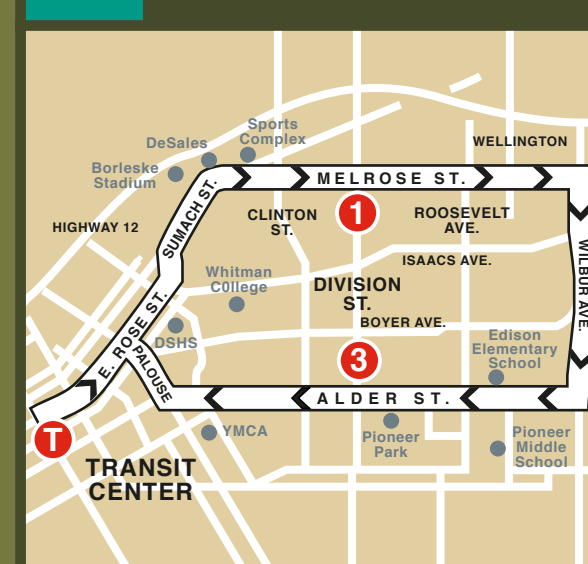 Sports
Complex
DeSales
Borleske
Stadium
WELLINGTON
MELROSE ST.
SUMACH ST.
CLINTON
ST.
1
ROOSEVELT
AVE.
HIGHWAY 12
WILBUR AVE.
ISAACS AVE.
Whitman
C0llege
DIVISION
ST.
E. ROSE ST.
BOYER AVE.
DSHS
PALOUSE
3
Edison
Elementary
School
ALDER ST.
T
YMCA
Pioneer
Park
Pioneer
Middle
School
TRANSIT
CENTER